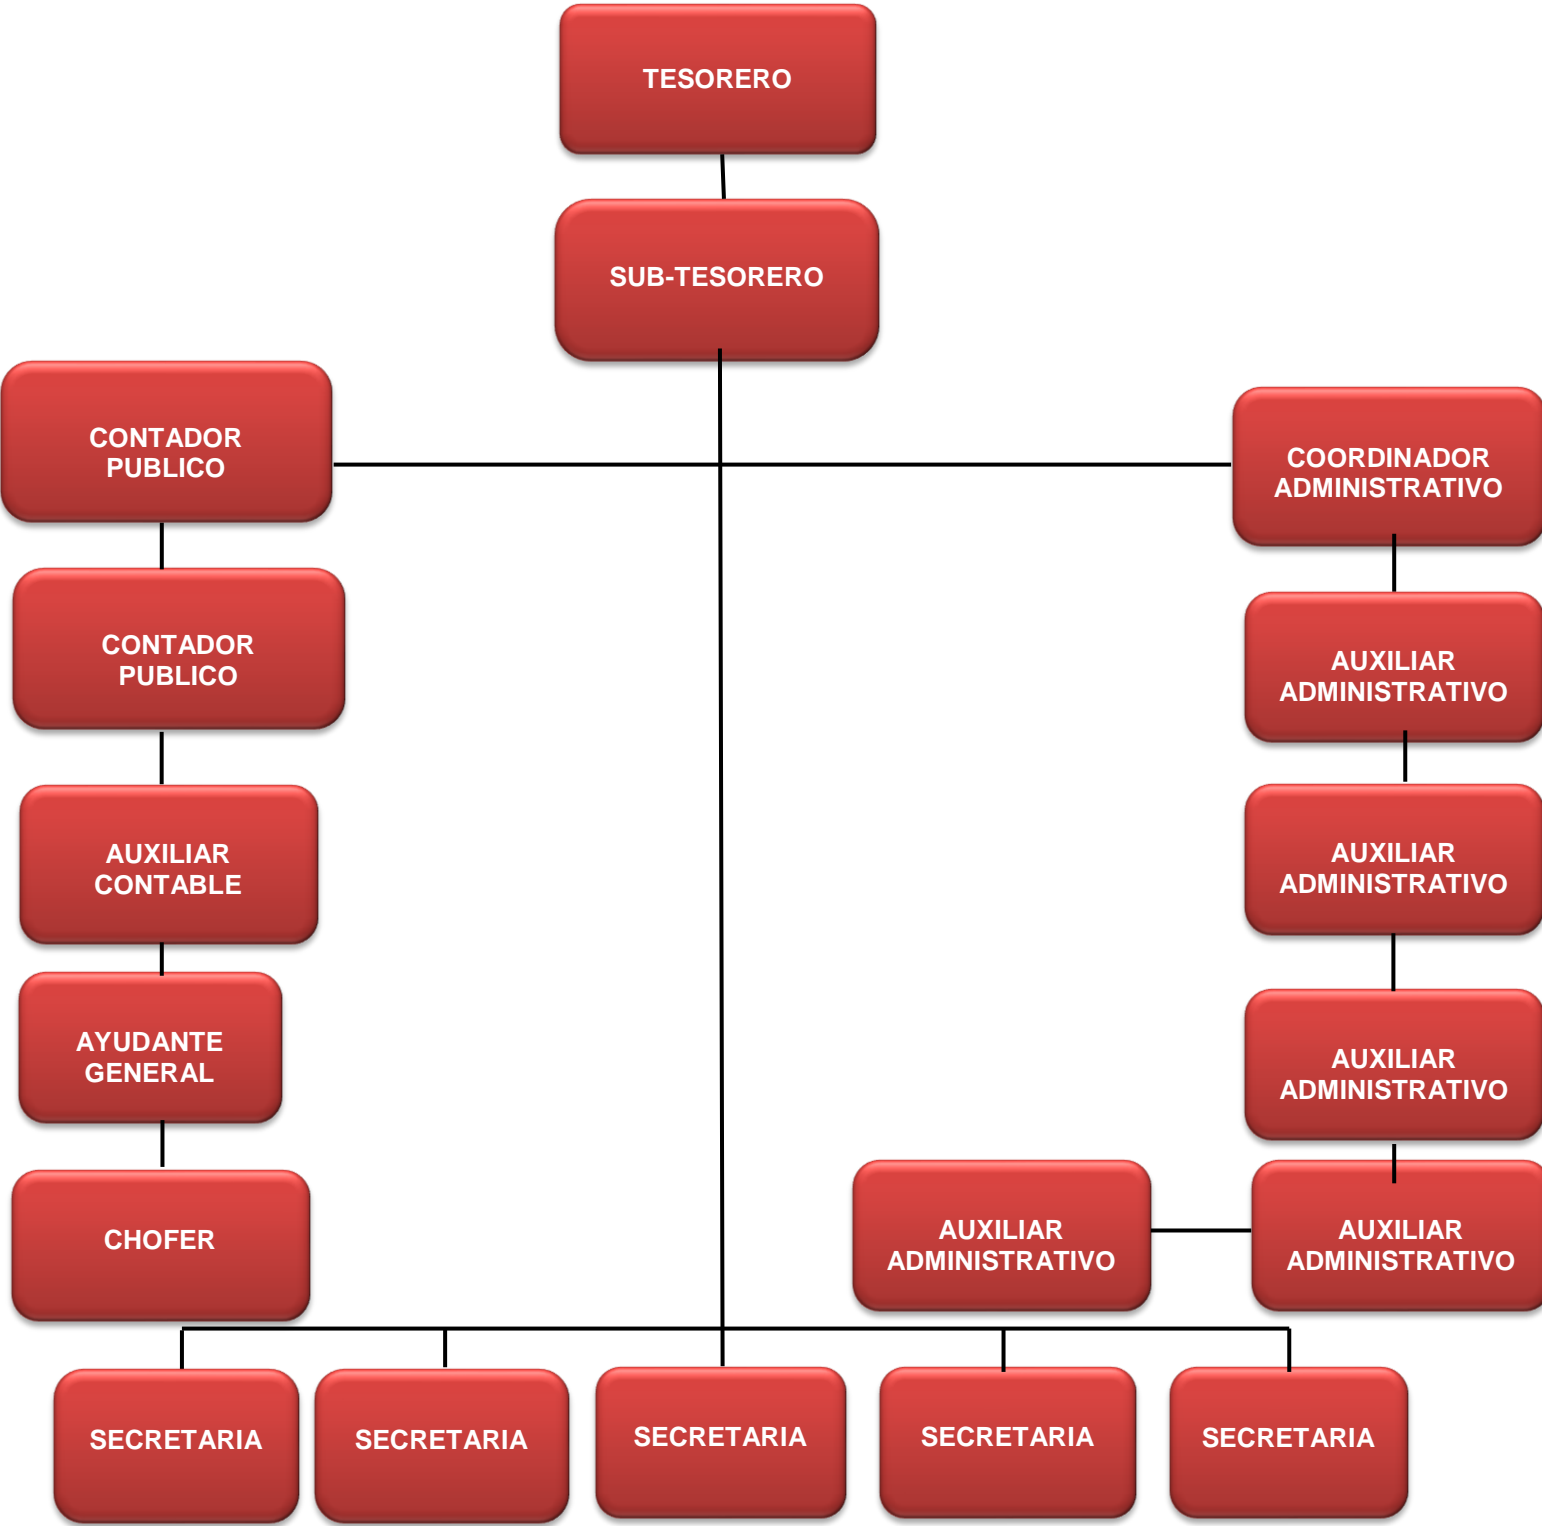 TESORERO
SUB-TESORERO
CONTADOR
PUBLICO
COORDINADOR
ADMINISTRATIVO
CONTADOR
PUBLICO
AUXILIAR
ADMINISTRATIVO
AUXILIAR
CONTABLE
AUXILIAR
ADMINISTRATIVO
AYUDANTE
GENERAL
AUXILIAR
ADMINISTRATIVO
CHOFER
AUXILIAR
ADMINISTRATIVO
AUXILIAR
ADMINISTRATIVO
SECRETARIA
SECRETARIA
SECRETARIA
SECRETARIA
SECRETARIA